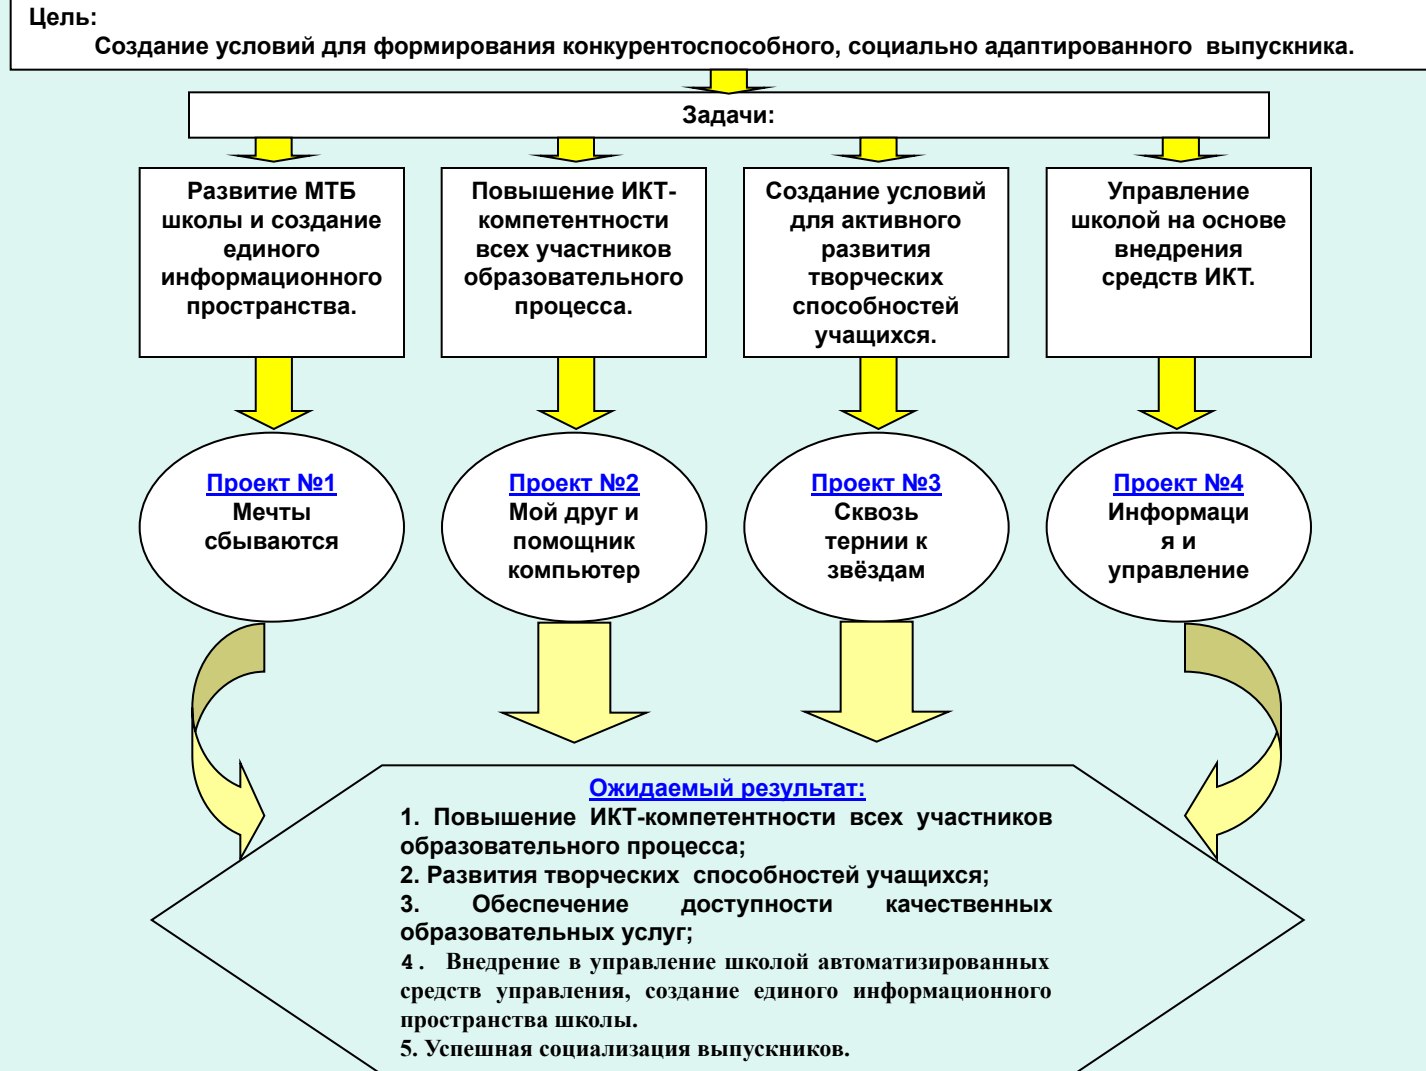 Цель:
Создание условий для формирования конкурентоспособного, социально адаптированного  выпускника.
Задачи:
Развитие МТБ
школы и создание
единого
информационного
пространства.
Повышение ИКТ-
компетентности
всех участников
образовательного
процесса.
Создание условий
для активного
развития
творческих
способностей
учащихся.
Управление
школой на основе
внедрения
средств ИКТ.
Проект №1
Мечты
сбываются
Проект №2
Мой друг и
помощник
компьютер
Проект №3
Сквозь
тернии к
звёздам
Проект №4
Информаци
я и
управление
Ожидаемый результат:
1. Повышение ИКТ-компетентности всех участников
образовательного процесса;
2. Развития творческих  способностей учащихся;
3. Обеспечение доступности качественных
образовательных услуг;
4. Внедрение в управление школой автоматизированных
средств управления, создание единого информационного
пространства школы.
5. Успешная социализация выпускников.